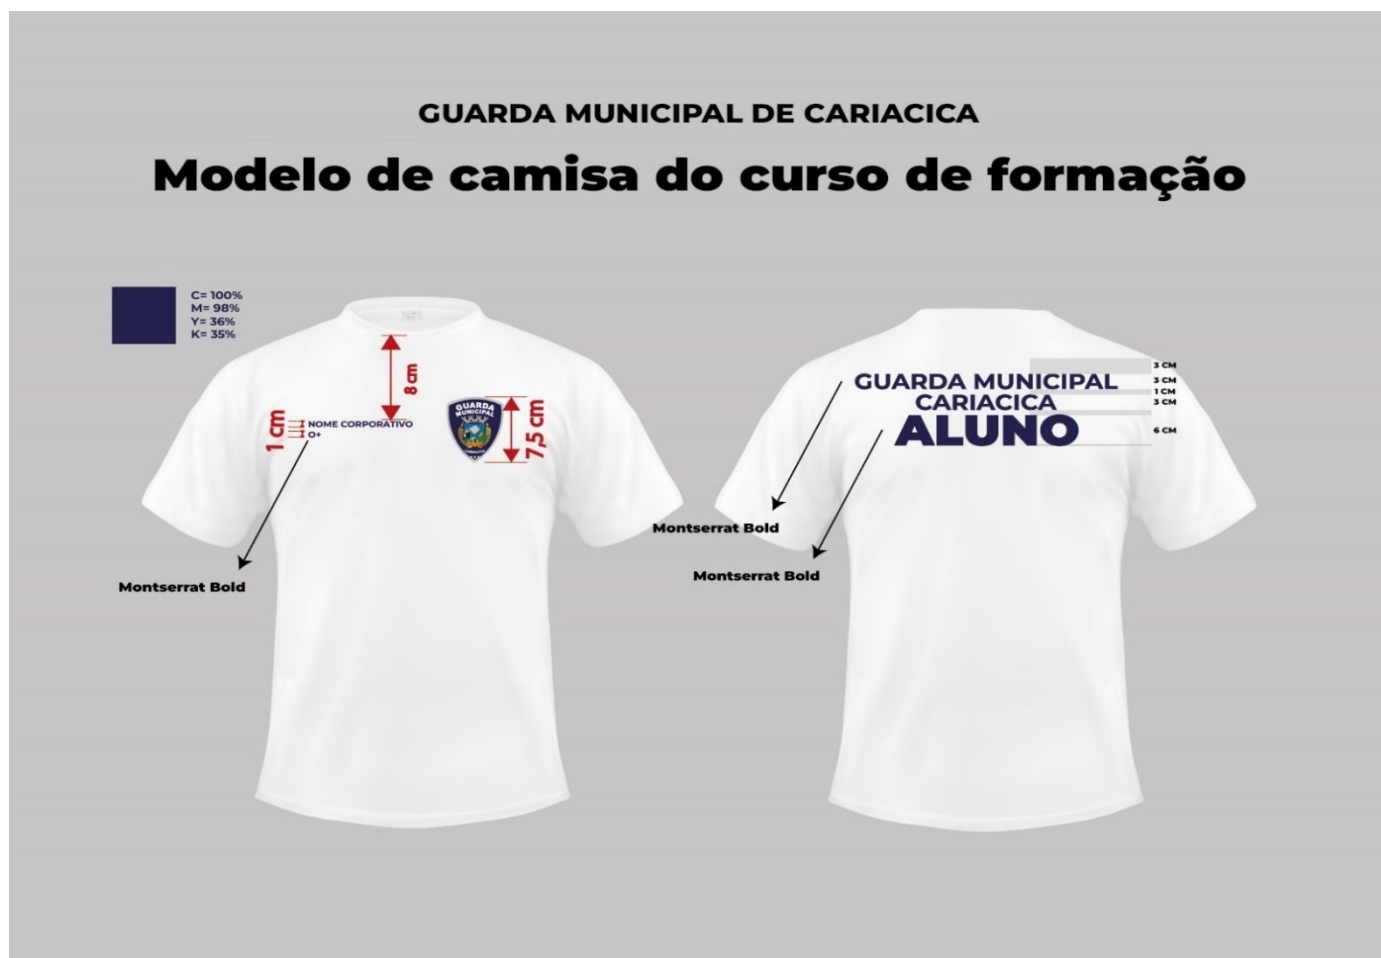 GUARDA MUNICIPAL DE CARIACICA
Modelo de camisa do curso de formação
C= 100%
M= 98%
Y= 36%
K= 35%
8 cm
1 cm
NOME CORPORATIVO
O+
GUARDA
MUNICIPAL
7,5 cm
Montserrat Bold
GUARDA MUNICIPAL
CARIACICA
ALUNO
3 CM
3 CM
1 CM
3 CM
6 CM
Montserrat Bold
Montserrat Bold